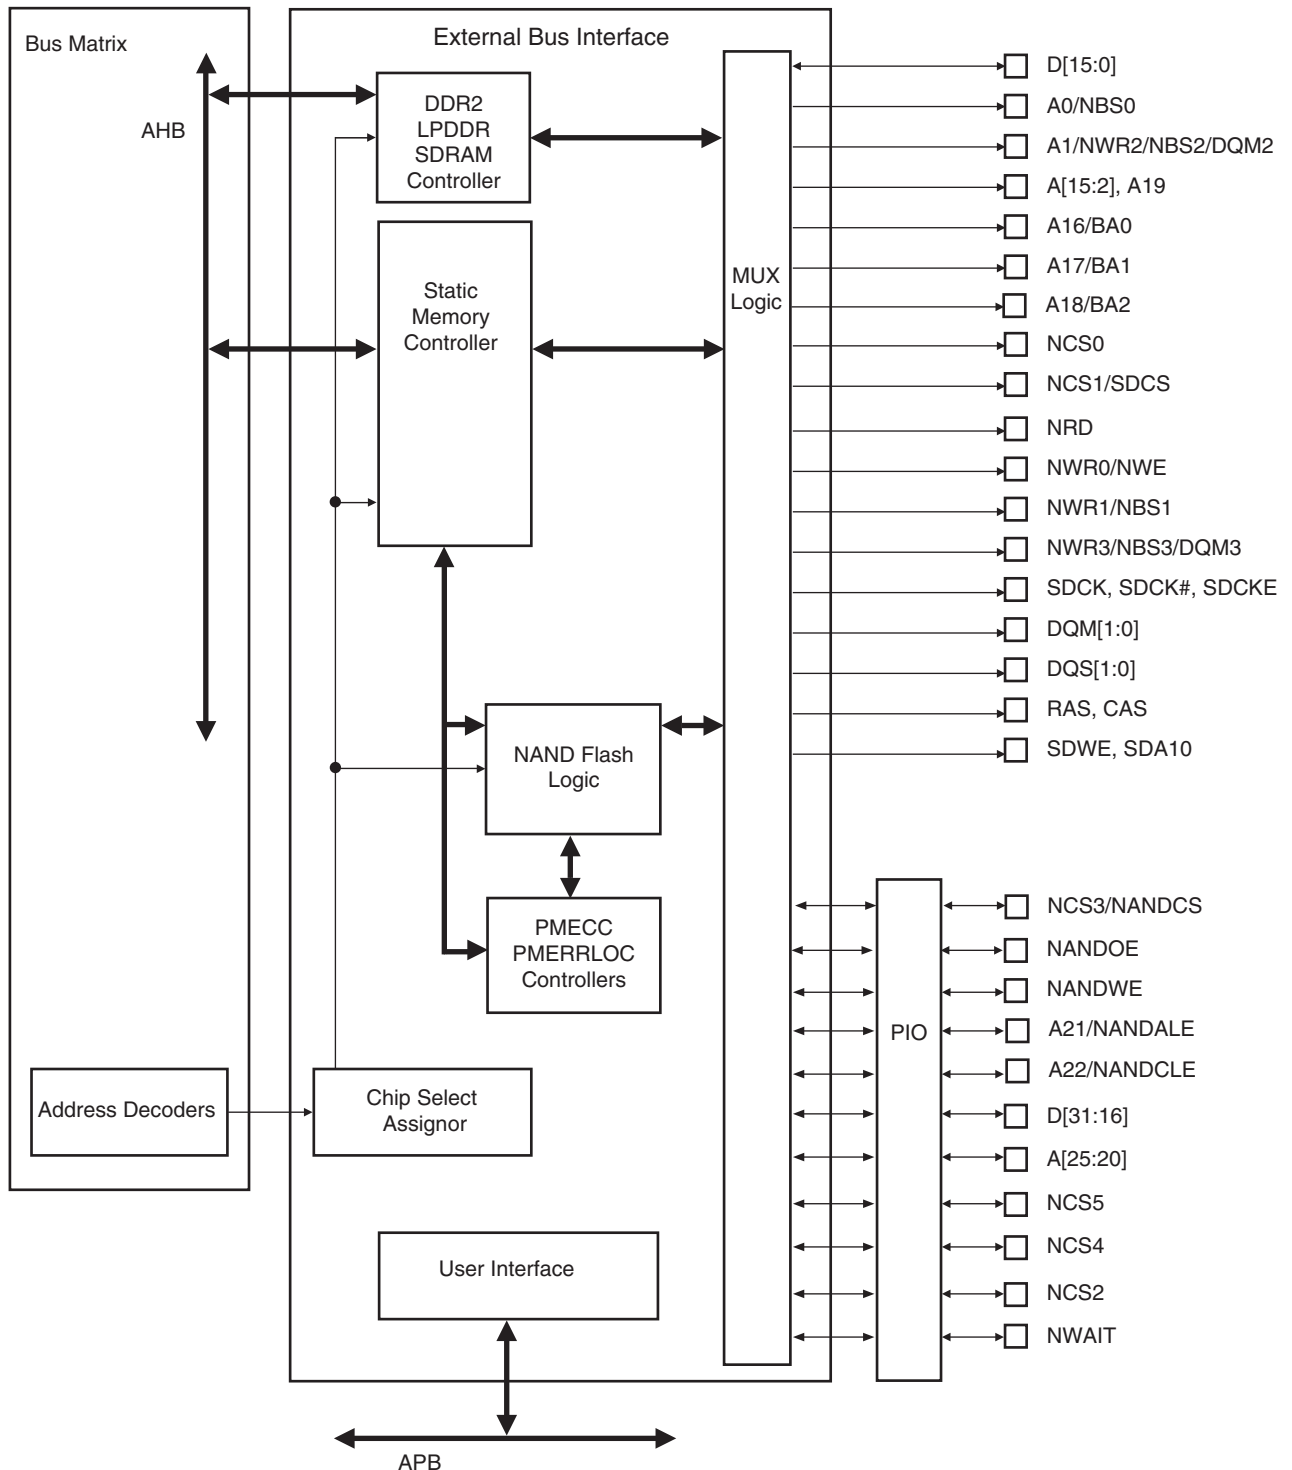 Bus Matrix
External Bus Interface
AHB
DDR2
LPDDR
SDRAM
Controller
Static
Memory
Controller
MUX
Logic
NAND Flash
Logic
PMECC
PMERRLOC
Controllers
Address Decoders
Chip Select
Assignor
User Interface
APB
D[15:0]
A0/NBS0
A1/NWR2/NBS2/DQM2
A[15:2], A19
A16/BA0
A17/BA1
A18/BA2
NCS0
NCS1/SDCS
NRD
NWR0/NWE
NWR1/NBS1
NWR3/NBS3/DQM3
SDCK, SDCK#, SDCKE
DQM[1:0]
DQS[1:0]
RAS, CAS
SDWE, SDA10
PIO
NCS3/NANDCS
NANDOE
NANDWE
A21/NANDALE
A22/NANDCLE
D[31:16]
A[25:20]
NCS5
NCS4
NCS2
NWAIT